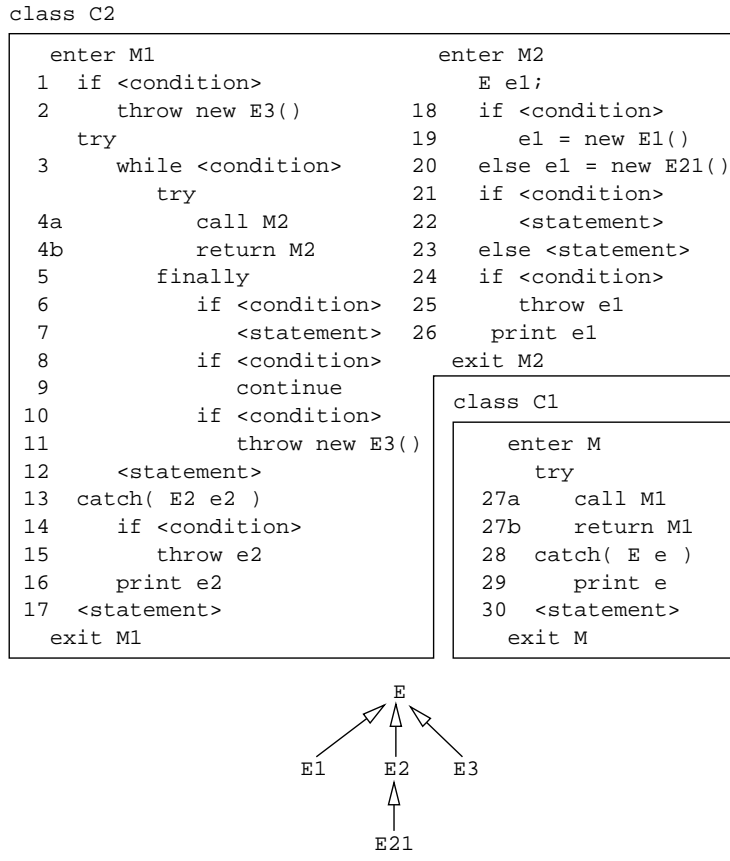 class C2
enter M1
1 if <condition>
2 throw new E3()
try
3 while <condition>
try
4a call M2
4b return M2
5 finally
6 if <condition>
7 <statement>
8 if <condition>
9 continue
10 if <condition>
11 throw new E3()
12 <statement>
13 catch( E2 e2 )
14 if <condition>
15 throw e2
16 print e2
17 <statement>
exit M1
enter M2
E e1;
18 if <condition>
19 e1 = new E1()
20 else e1 = new E21()
21 if <condition>
22 <statement>
23 else <statement>
24 if <condition>
25 throw e1
26 print e1
exit M2
class C1
enter M
try
27a call M1
27b return M1
28 catch( E e )
29 print e
30 <statement>
exit M
E
E1 E2 E3
E21